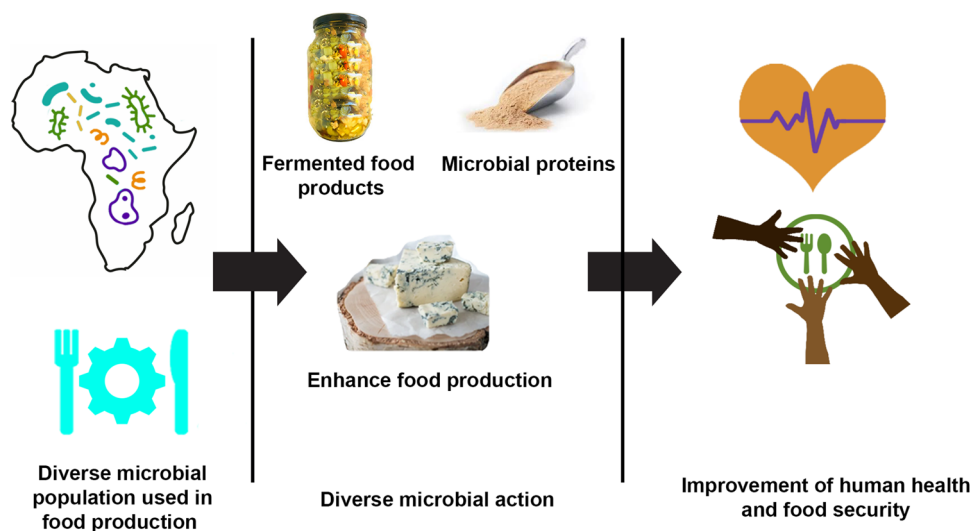 Fermented food
products
Microbial proteins
Enhance food production
Diverse microbial
population used in
food production
Diverse microbial action
Improvement of human health
and food security